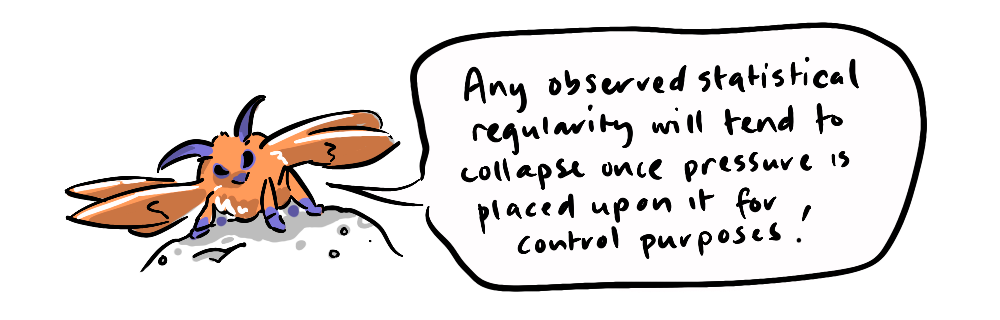 Any observed statistical
regularity will tend to
collapse once pressure is
placed upon it for
control purposes!